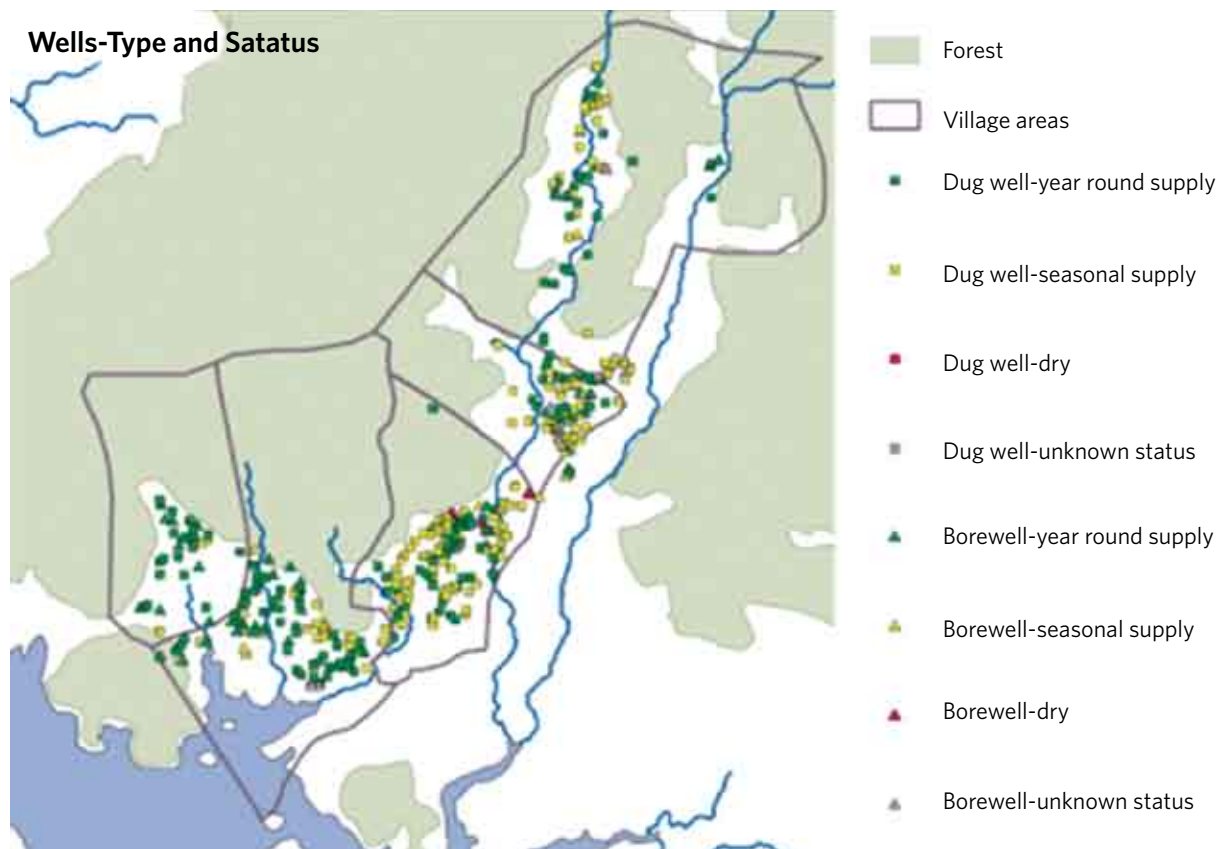 Wells-Type and Satatus
Forest
Village areas
Dug well-year round supply
Dug well-seasonal supply
Dug well-dry
Dug well-unknown status
Borewell-year round supply
Borewell-seasonal supply
Borewell-dry
Borewell-unknown status